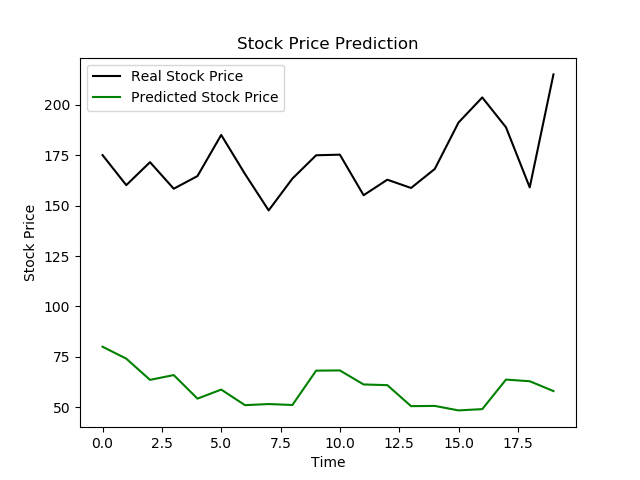 Stock Price Prediction
Real Stock Price
Predicted Stock Price
200
175
150
125
100
75
50
Stock Price
0.0 2.5 5.0 7.5 10.0 12.5 15.0 17.5
Time